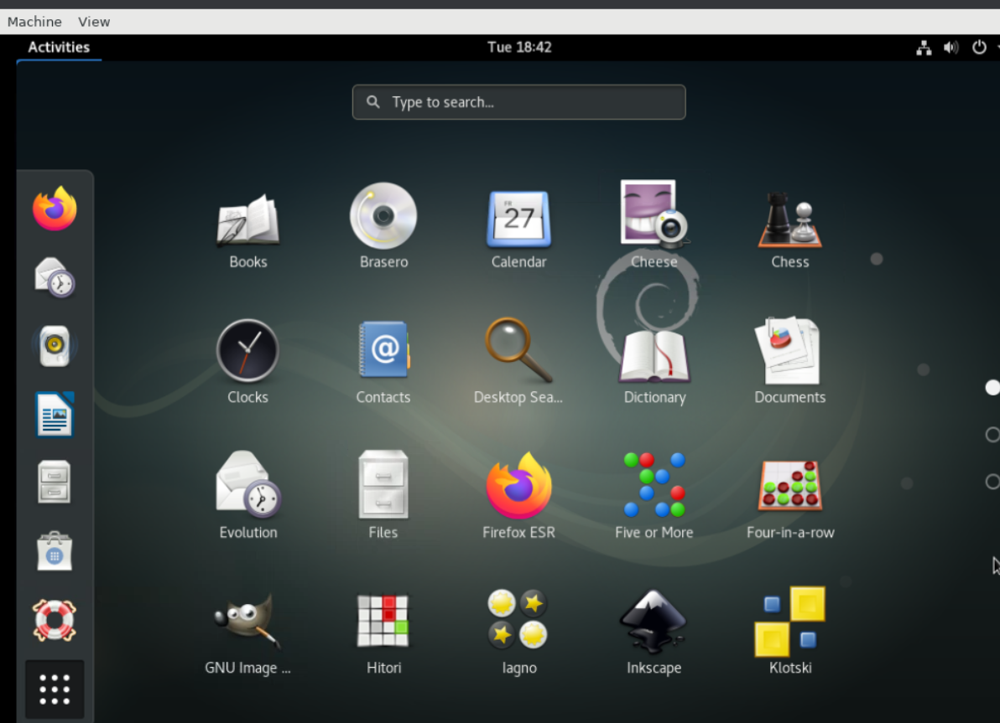 Machine View
Activities Tue 18:42
Type to search...
FR
27
Books Brasero Calendar Cheese Chess
@
Clocks Contacts Desktop Sea... Dictionary Documents
Evolution Files Firefox ESR Five or More Four-in-a-row
GNU Image ... Hitori Iagno Inkscape Klotski